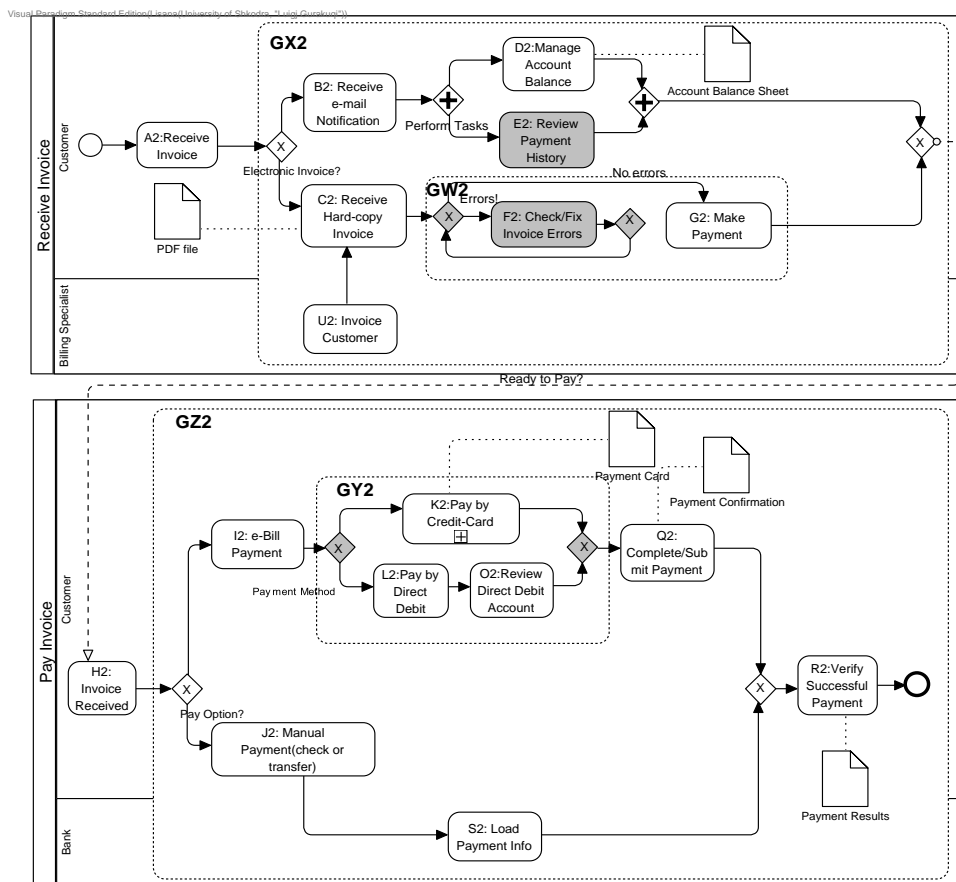 Visual Paradigm Standard Edition(Lisana(University of Shkodra, "Luigj Gurakuqi"))
GX2
D2:Manage
Account
Balance
Account Balance Sheet
B2: Receive
e-mail
Notification
Perform Tasks
E2: Review
Payment
History
Receive Invoice
Customer
A2:Receive
Invoice
X
Electronic Invoice?
X
No errors
GW2
Errors!
C2: Receive
Hard-copy
Invoice
PDF file
X
F2: Check/Fix
Invoice Errors
X
G2: Make
Payment
Billing Specialist
U2: Invoice
Customer
Ready to Pay?
Pay Invoice
Customer
GZ2
Payment Card
Payment Confirmation
GY2
K2:Pay by
Credit-Card
I2: e-Bill
Payment
X
Payment Method
L2:Pay by
Direct
Debit
O2:Review
Direct Debit
Account
X
Q2:
Complete/Sub
mit Payment
H2:
Invoice
Received
X
Pay Option?
X
R2:Verify
Successful
Payment
J2: Manual
Payment(check or
transfer)
Payment Results
Bank
S2: Load
Payment Info